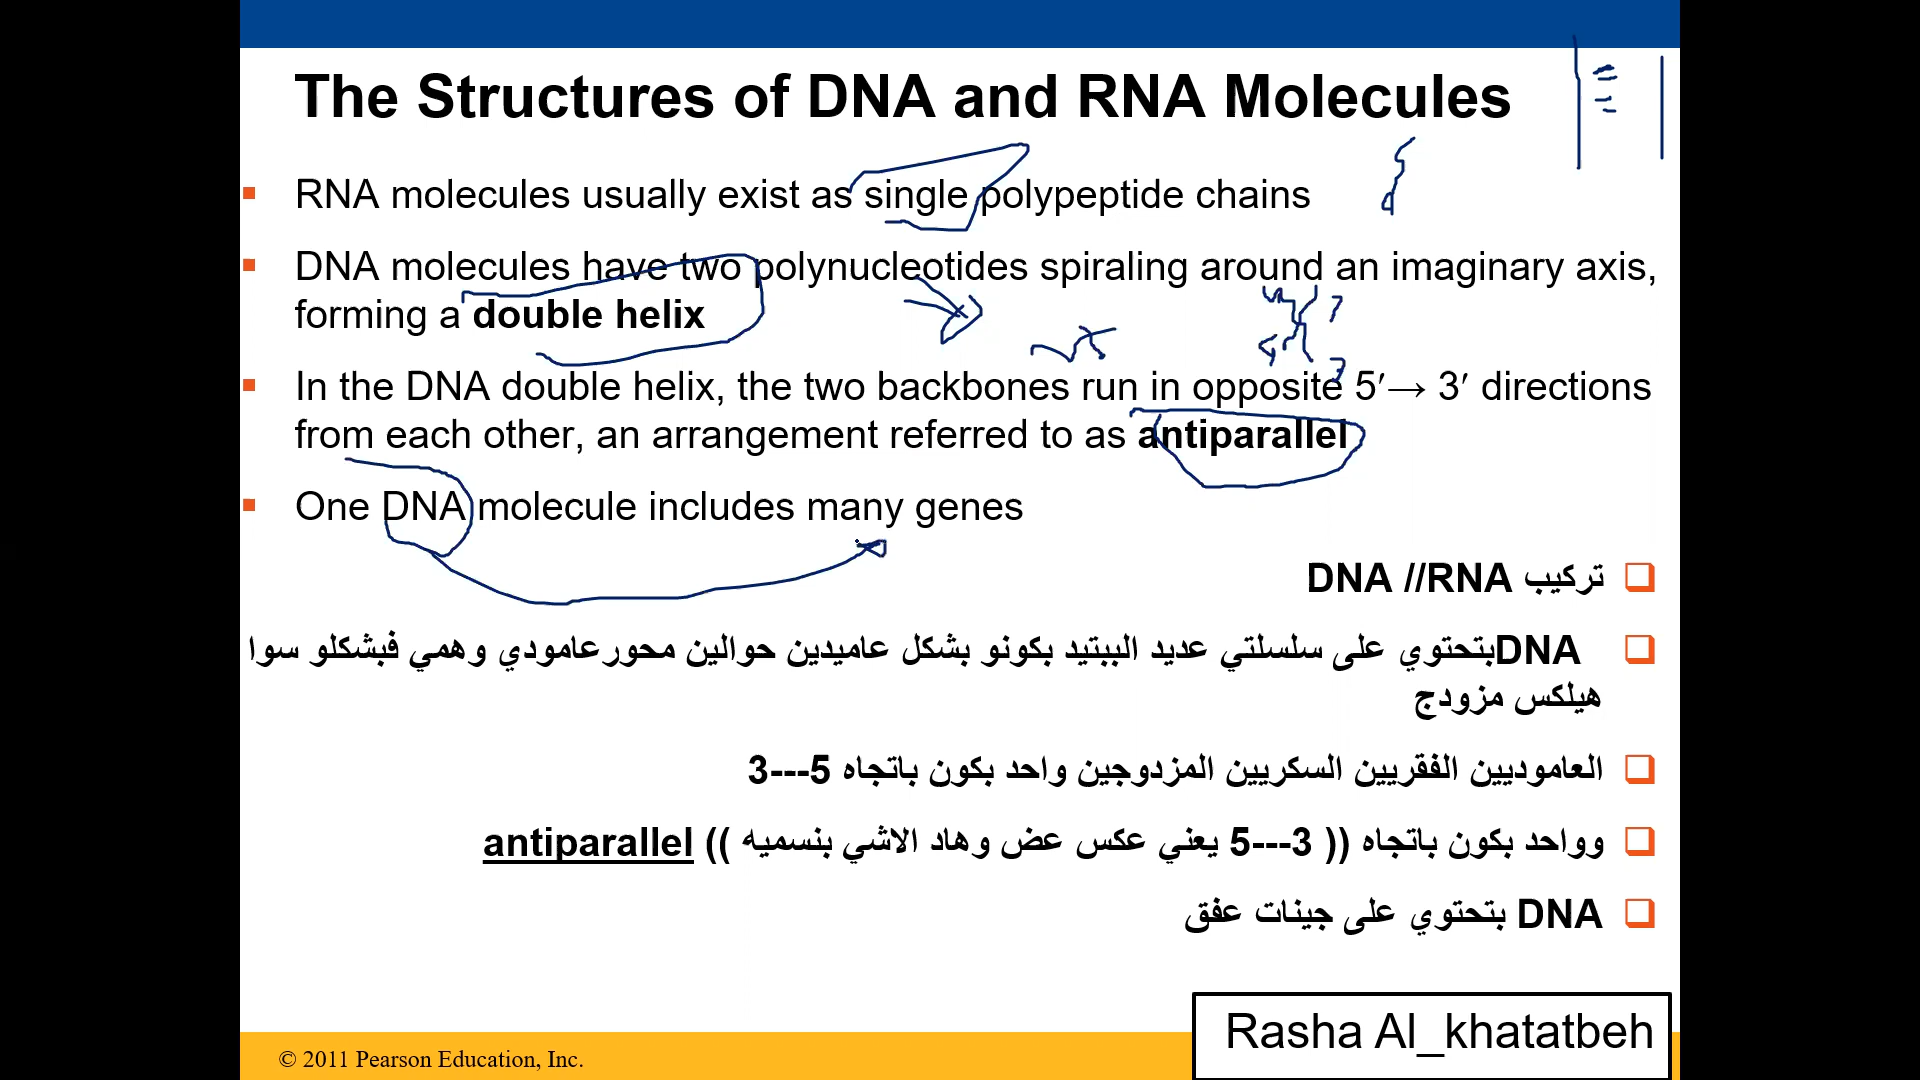 The Structures of DNA and RNA Molecules
RNA molecules usually exist as single polypeptide chains
DNA molecules have two polynucleotides spiraling around an imaginary axis,
forming a double helix
In the DNA double helix, the two backbones run in opposite 5′→ 3′ directions
from each other, an arrangement referred to as antiparallel
One DNA molecule includes many genes
تركيب DNA //RNA
DNAبتحتوي على سلسلتي عديد الببتيد بكونو بشكل عاميدين حوالين محورعامودي وهمي فبشكلو سوا
هيلكس مزودج
العاموديين الفقريين السكريين المزدوجين واحد بكون باتجاه 5---3
وواحد بكون باتجاه (( 3---5 يعني عكس عض وهاد الاشي بنسميه )) antiparallel
DNA بتحتوي على جينات عفق
Rasha Al_khatatbeh
© 2011 Pearson Education, Inc.